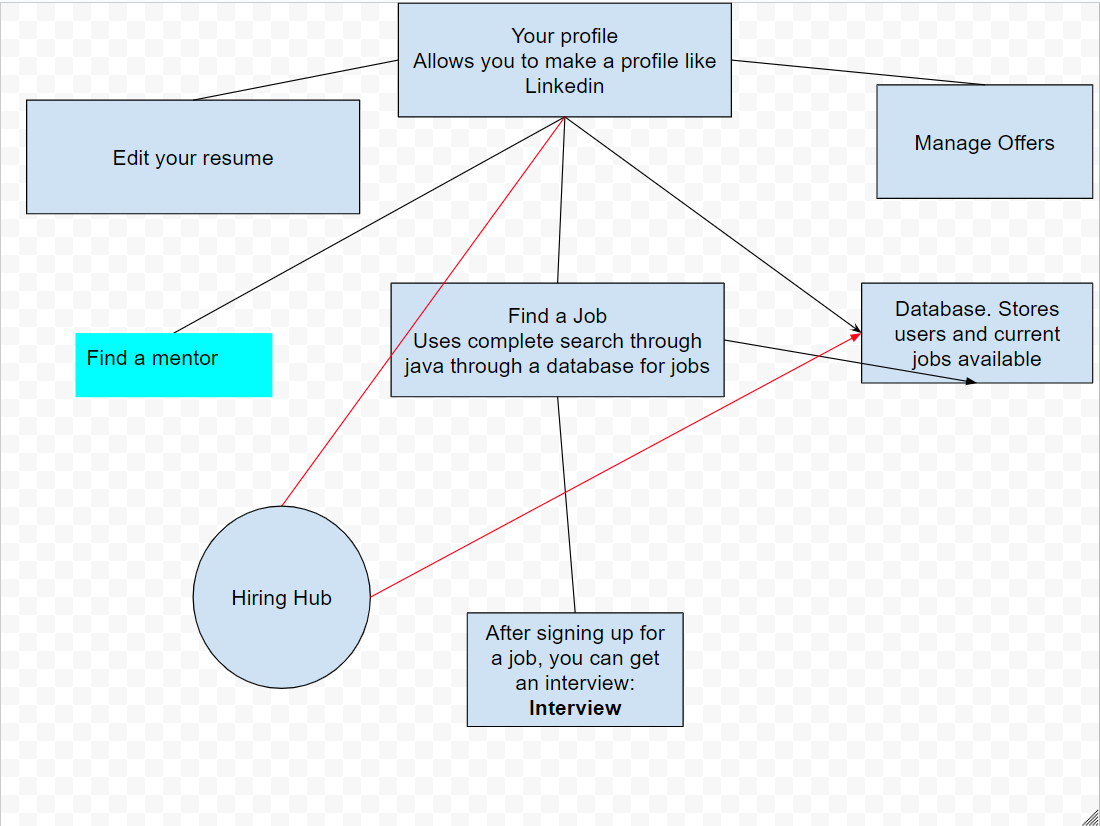 Your profile
Allows you to make a profile like
Linkedin
Edit your resume
Manage Offers
Find a mentor
Find a Job
Uses complete search through
java through a database for jobs
Database. Stores
users and current
jobs available
Hiring Hub
After signing up for
a job, you can get
an interview:
Interview